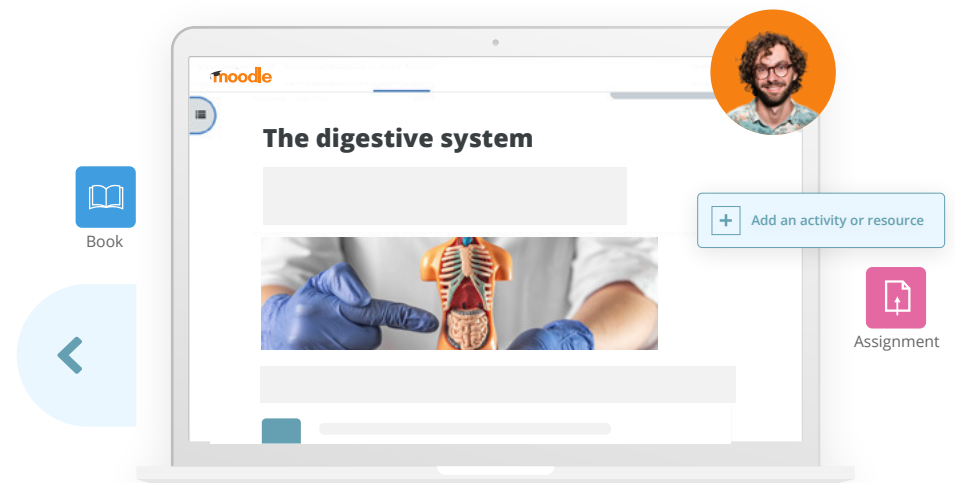 moodle
The digestive system
Book
Add an activity or resource
Assignment